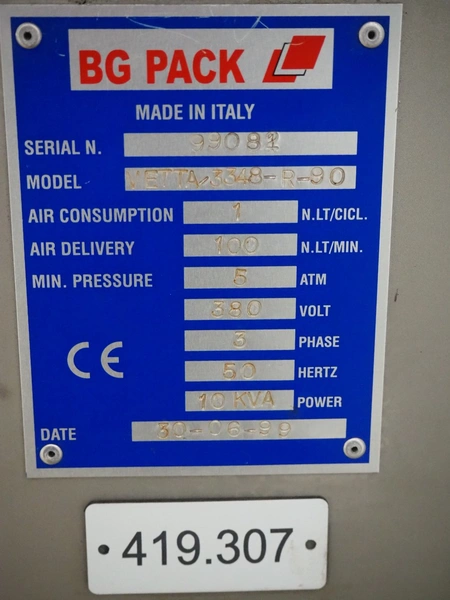 BG PACK
MADE IN ITALY
SERIAL N. 99081
MODEL VETTA 3348-R-90
AIR CONSUMPTION 1 N.LT/CICL.
AIR DELIVERY 100 N.LT/MIN.
MIN. PRESSURE 5 ATM
380 VOLT
3 PHASE
CE 50 HERTZ
10 KVA POWER
DATE 30-06-99
419.307